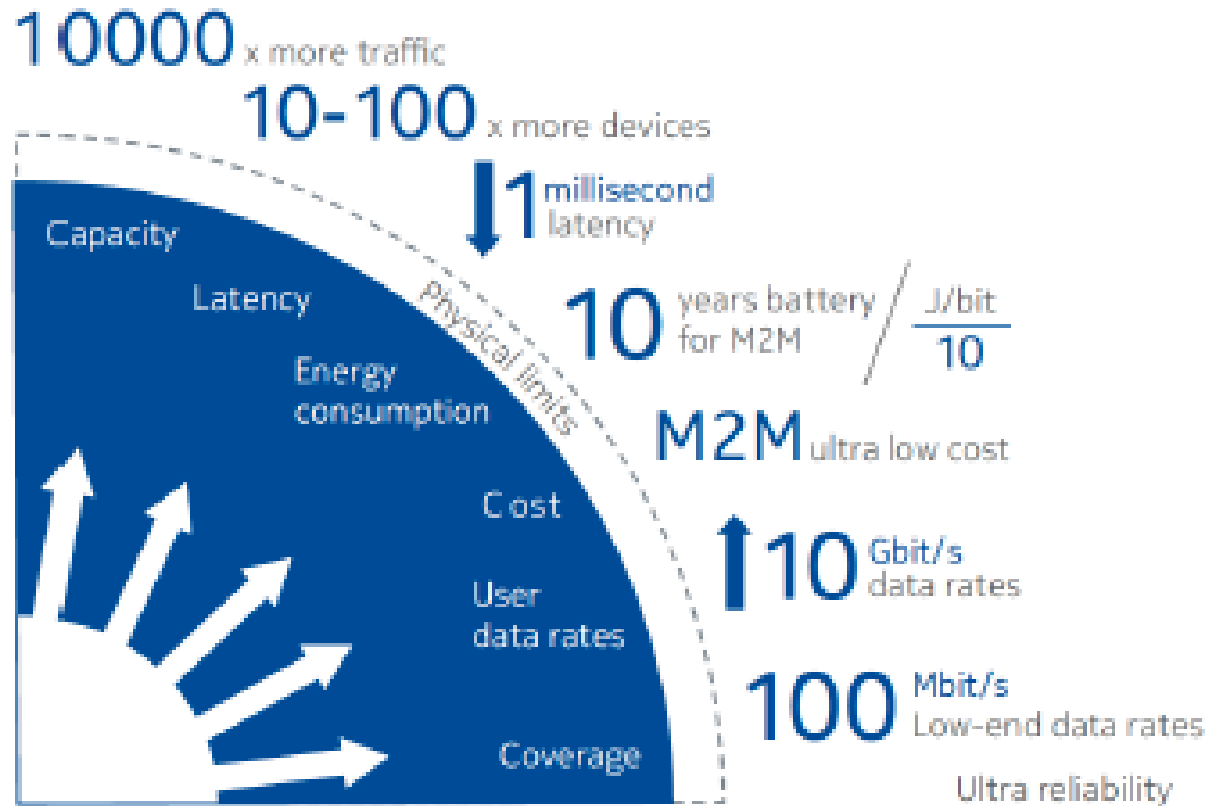 10000 x more traffic
10-100 x more devices
1 millisecond
latency
10 years battery
for M2M
J/bit
10
M2M ultra low cost
10 Gbit/s
data rates
100 Mbit/s
Low-end data rates
Ultra reliability
physical limits
Capacity
Latency
Energy
consumption
Cost
User
data rates
Coverage